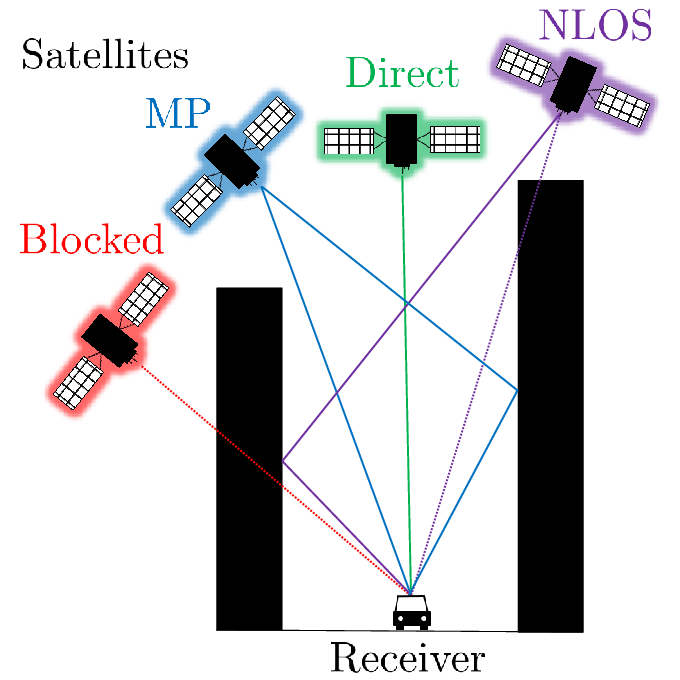 NLOS
Satellites
Direct
MP
Blocked
Receiver